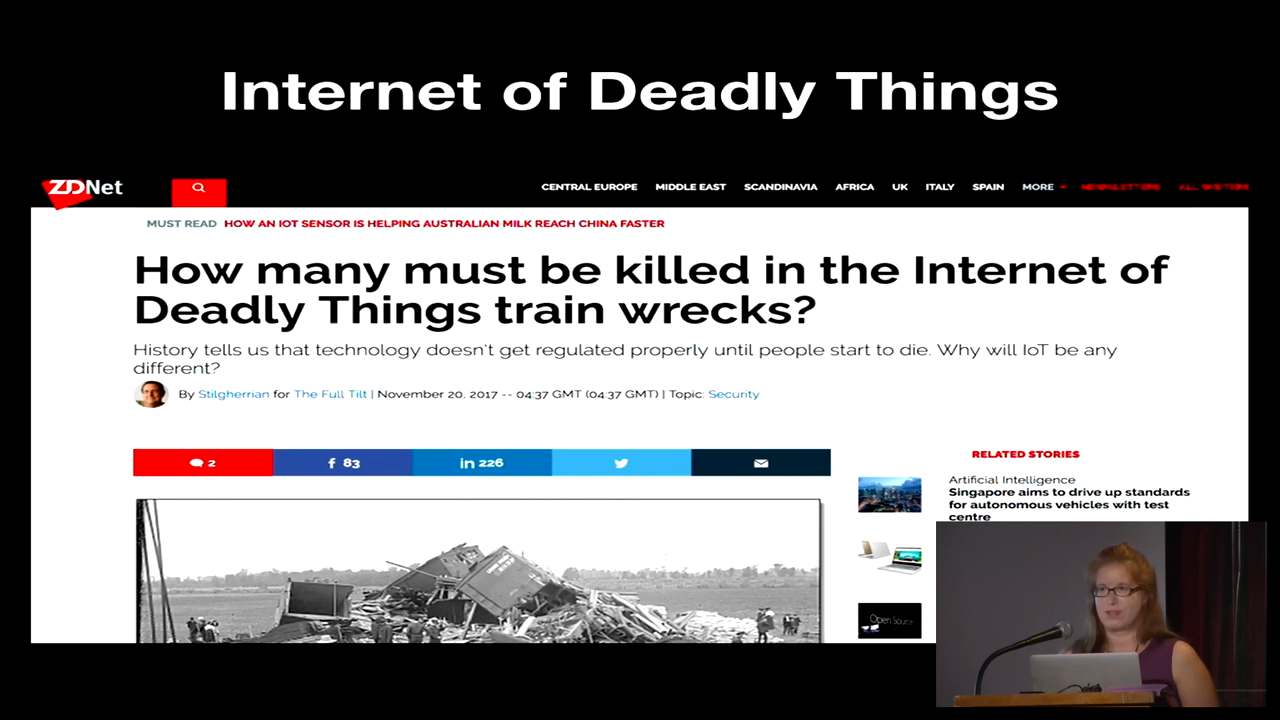 Internet of Deadly Things
ZDNet
CENTRAL EUROPE MIDDLE EAST SCANDINAVIA AFRICA UK ITALY SPAIN MORE NEWSLETTERS ALL WRITERS
MUST READ HOW AN IOT SENSOR IS HELPING AUSTRALIAN MILK REACH CHINA FASTER
How many must be killed in the Internet of
Deadly Things train wrecks?
History tells us that technology doesn't get regulated properly until people start to die. Why will IoT be any
different?
By Stilgherrian for The Full Tilt | November 20, 2017 -- 04:37 GMT (04:37 GMT) | Topic: Security
2 f 83 in 226
RELATED STORIES
Artificial Intelligence
Singapore aims to drive up standards
for autonomous vehicles with test
centre
Open Source